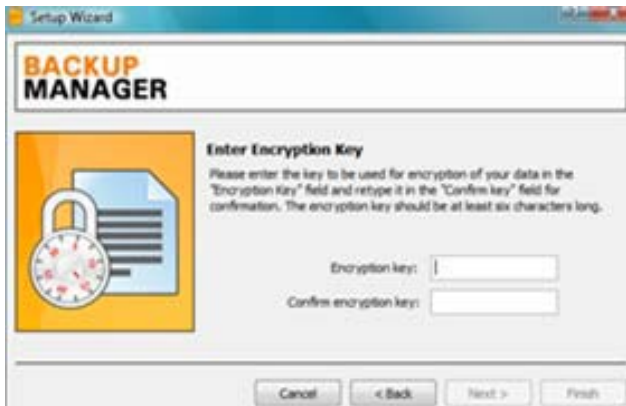 Setup Wizard
BACKUP
MANAGER
Enter Encryption Key
Please enter the key to be used for encryption of your data in the
"Encryption Key" field and retype it in the "Confirm key" field for
confirmation. The encryption key should be at least six characters long.
Encryption key:
Confirm encryption key:
Cancel < Back Next > Finish